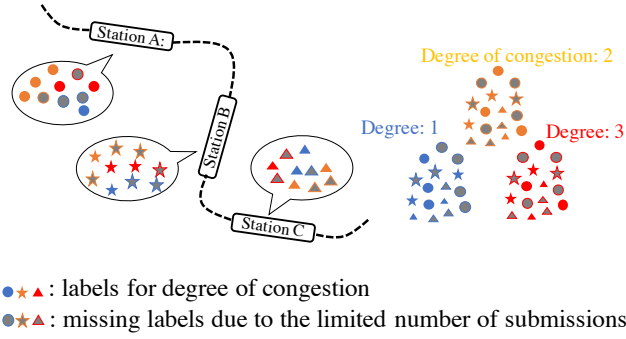 Station A:
Degree of congestion: 2
Station B
Degree: 1
Degree: 3
Station C
: labels for degree of congestion
: missing labels due to the limited number of submissions